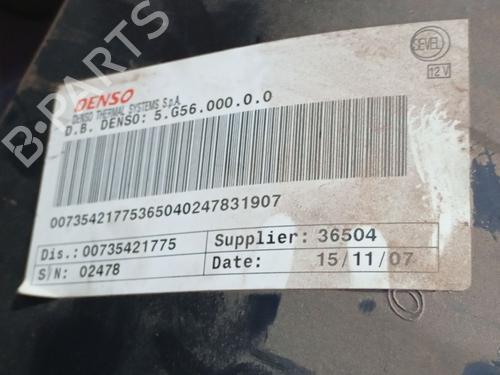 SEVEL
12 V
DENSO
DENSO THERMAL SYSTEMS S.p.A.
D.B. DENSO: 5.G56.000.0.0
00735421775365040247831907
Dis.: 00735421775
Supplier: 36504
S/N: 02478
Date: 15/11/07
B-PARTS